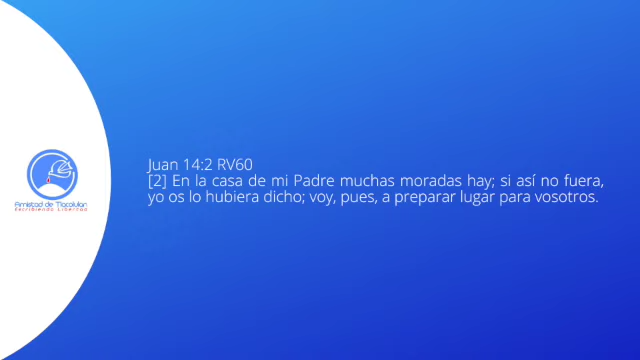 Juan 14:2 RV60
[2] En la casa de mi Padre muchas moradas hay; si así no fuera,
yo os lo hubiera dicho; voy, pues, a preparar lugar para vosotros.
Amistad de Tlacolulan
Escribiendo Libertad